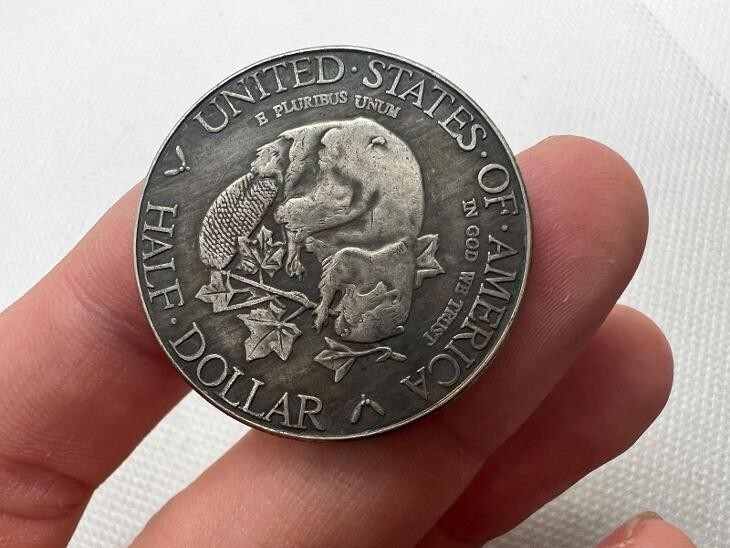 UNITED·STATES·OF·AMERICA
E PLURIBUS UNUM
IN GOD WE TRUST
HALF·DOLLAR